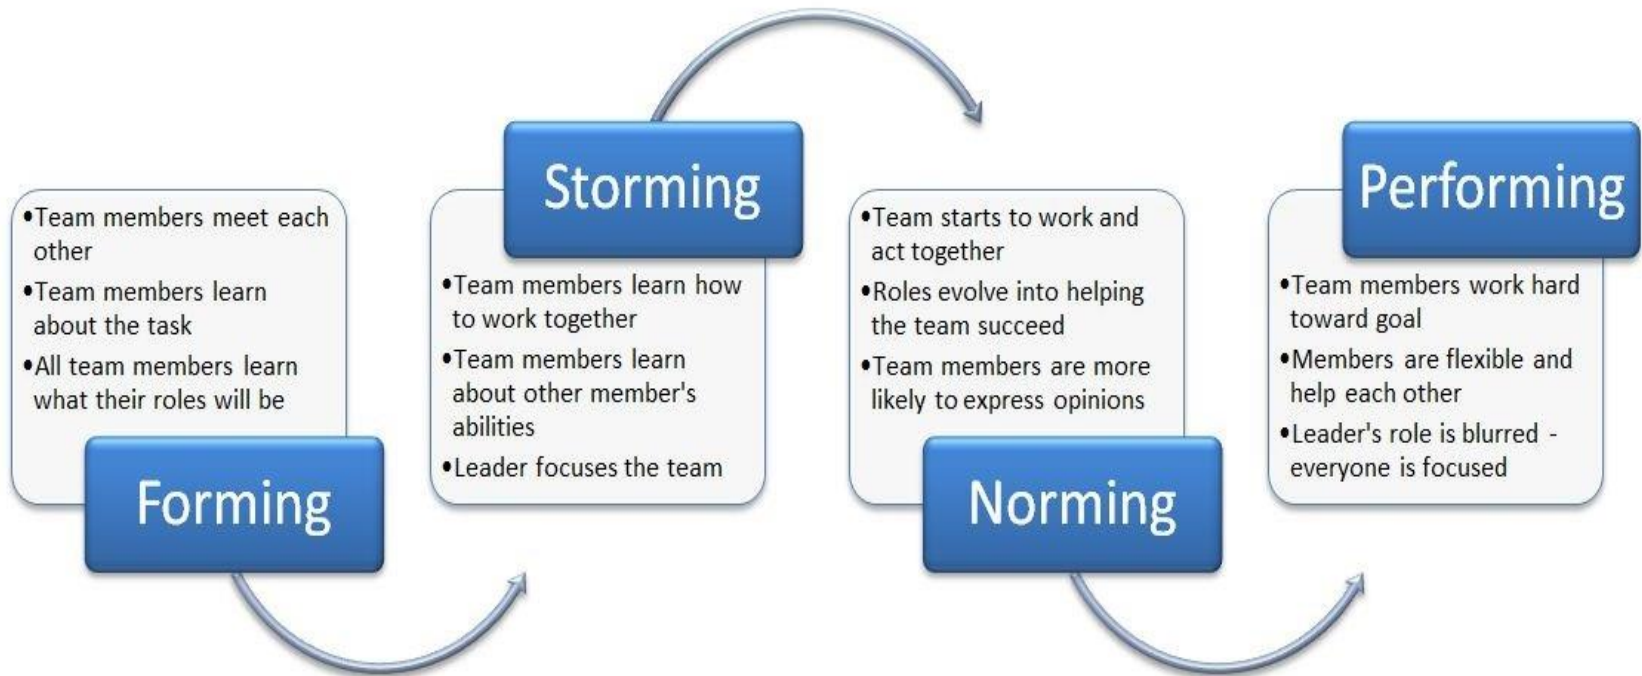 •Team members meet each
other
•Team members learn
about the task
•All team members learn
what their roles will be
Forming
Storming
•Team members learn how
to work together
•Team members learn
about other member's
abilities
•Leader focuses the team
•Team starts to work and
act together
•Roles evolve into helping
the team succeed
•Team members are more
likely to express opinions
Norming
Performing
•Team members work hard
toward goal
•Members are flexible and
help each other
•Leader's role is blurred -
everyone is focused